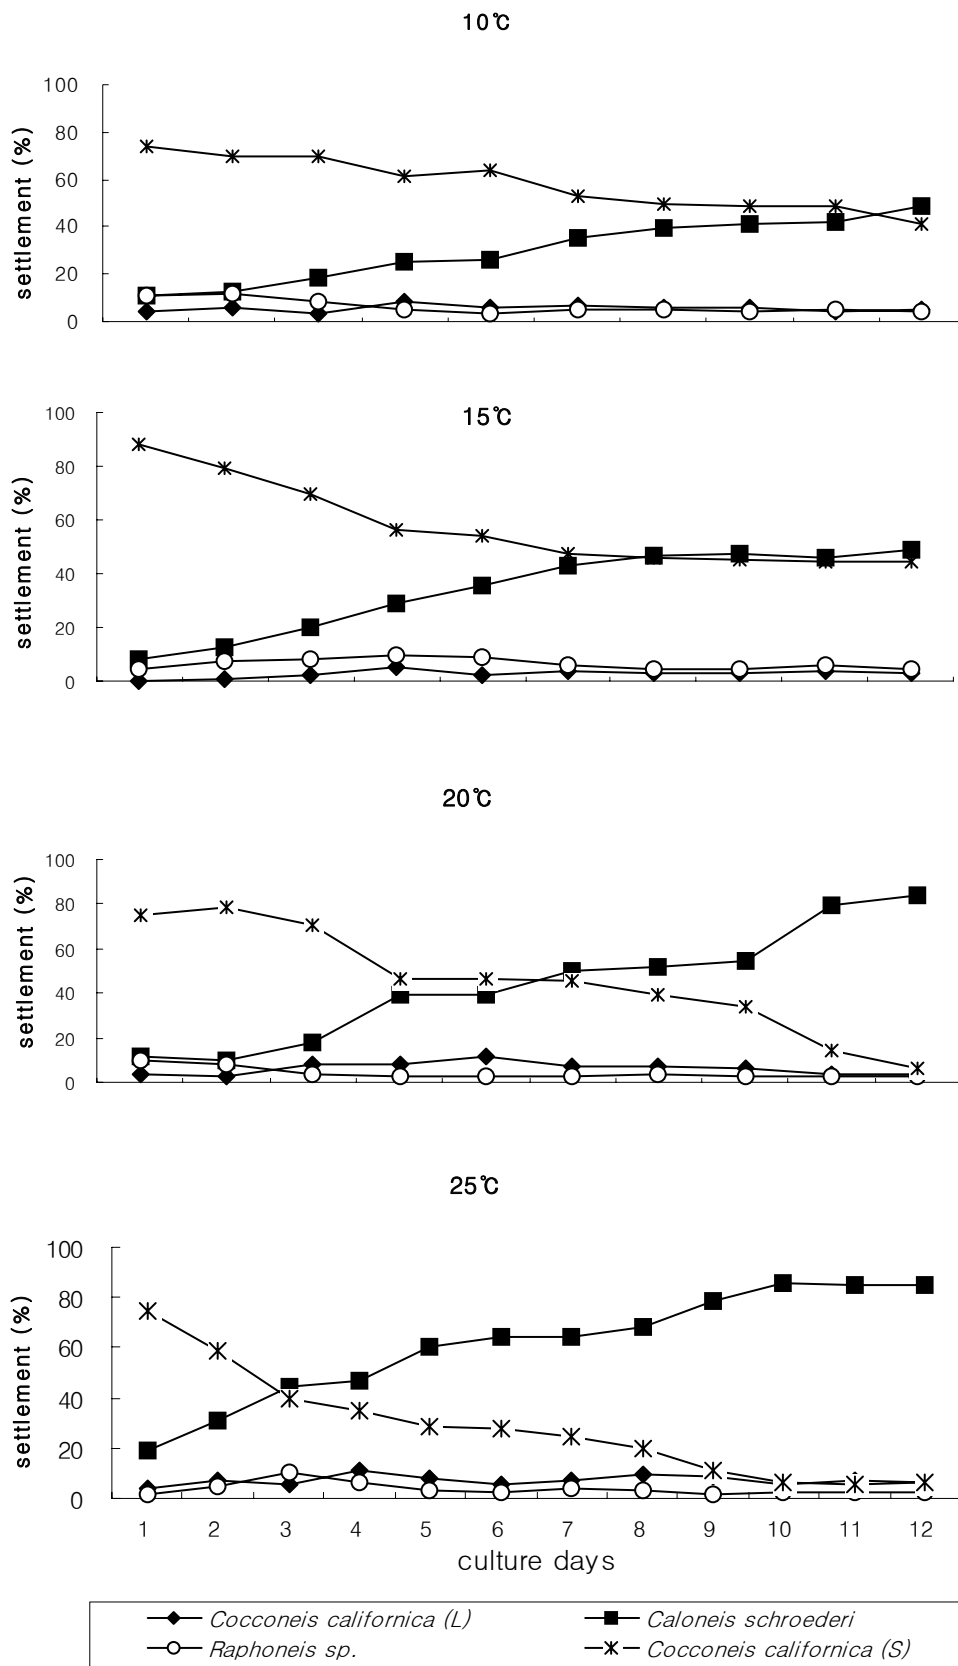 10℃
100
80
60
40
20
0
settlement (%)
15℃
100
80
60
40
20
0
settlement (%)
20℃
100
80
60
40
20
0
settlement (%)
25℃
100
80
60
40
20
0
settlement (%)
1 2 3 4 5 6 7 8 9 10 11 12
culture days
Cocconeis californica (L)
Caloneis schroederi
Raphoneis sp.
Cocconeis californica (S)